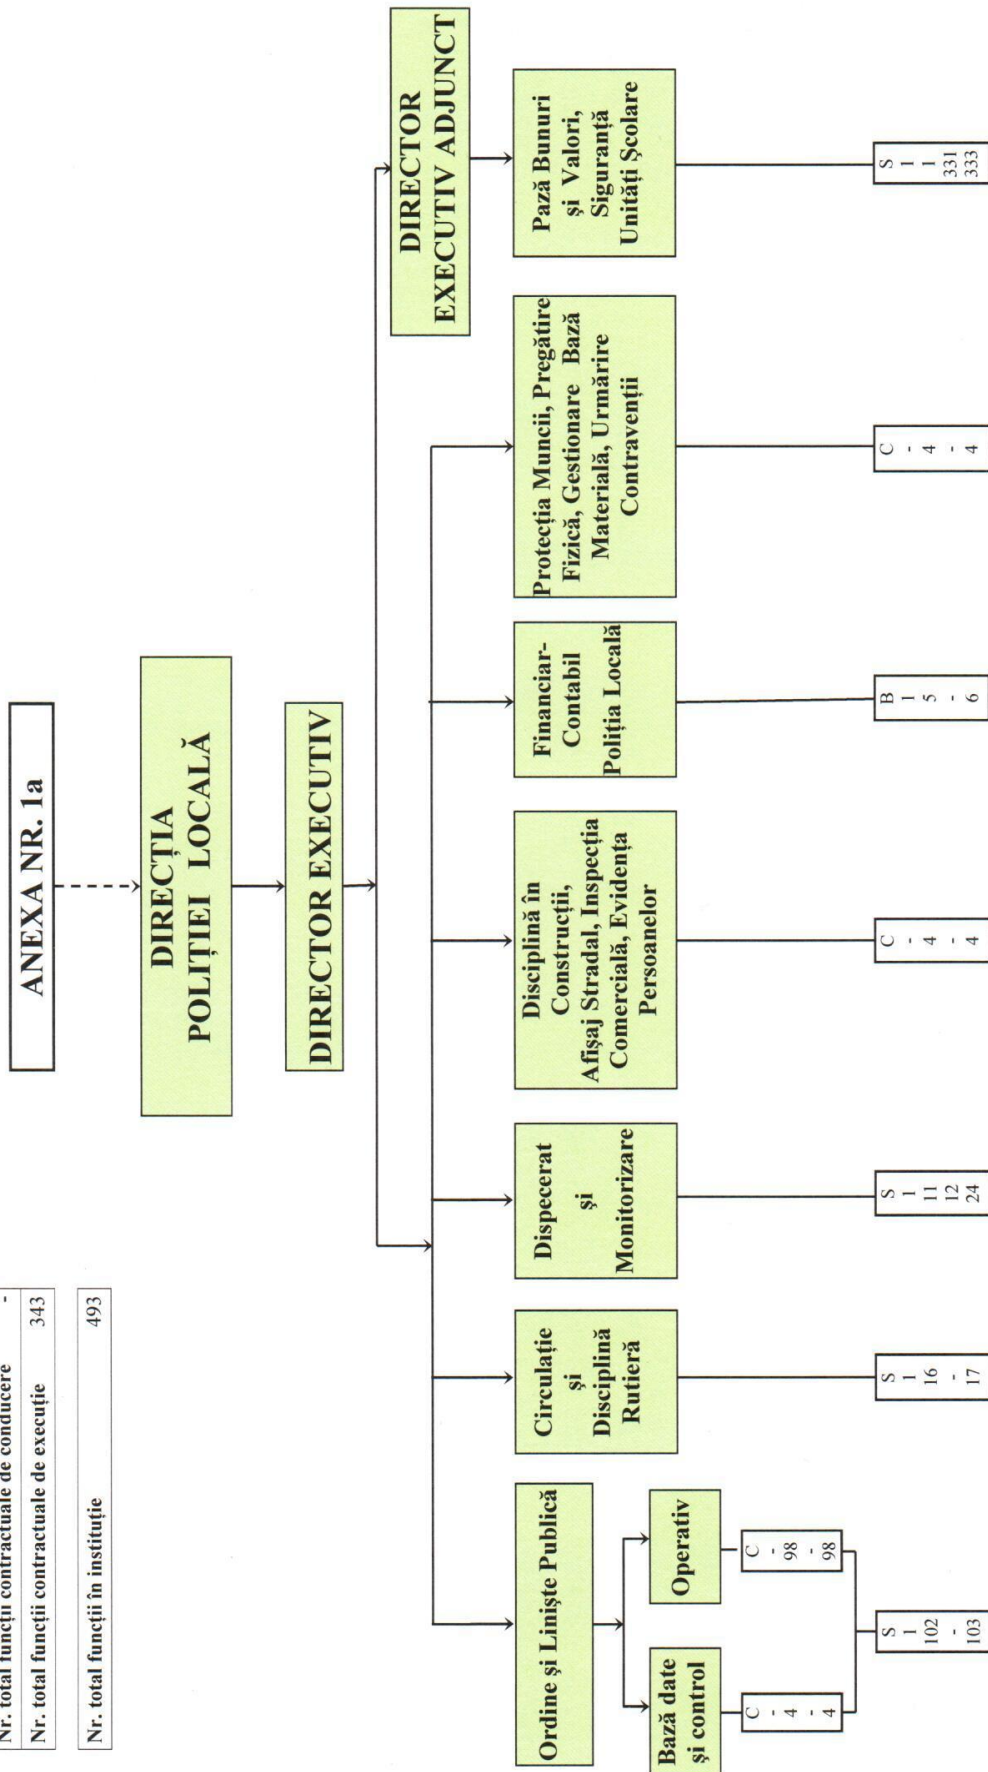 ANEXA NR. 1a
Nr. total funcții contractuale de conducere -
Nr. total funcții contractuale de execuție 343
Nr. total funcții în instituție 493
DIRECȚIA
POLIȚIEI LOCALĂ
DIRECTOR EXECUTIV
DIRECTOR
EXECUTIV ADJUNCT
Ordine și Liniște Publică
Circulație
și
Disciplină
Rutieră
Dispecerat
și
Monitorizare
Disciplină în
Construcții,
Afișaj Stradal, Inspecția
Comercială, Evidența
Persoanelor
Financiar-
Contabil
Poliția Locală
Protecția Muncii, Pregătire
Fizică, Gestionare Bază
Materială, Urmărire
Contravenții
Pază Bunuri
și Valori,
Siguranță
Unități Școlare
Bază date
și control
Operativ
C
-
4
-
4
C
-
98
-
98
S
1
102
-
103
S
1
16
-
17
S
1
11
12
24
C
-
4
-
4
B
1
5
-
6
C
-
4
-
4
S
1
1
331
333